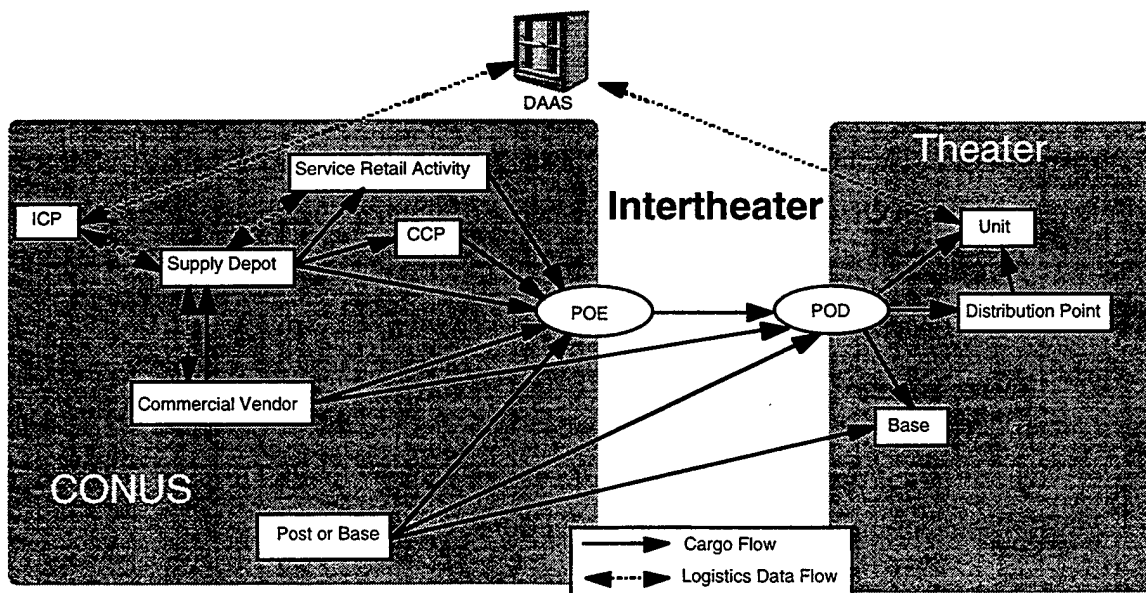 DAAS
Theater
Service Retail Activity
Intertheater
ICP
CCP
Unit
Supply Depot
POE
POD
Distribution Point
Commercial Vendor
Base
CONUS
Post or Base
Cargo Flow
Logistics Data Flow